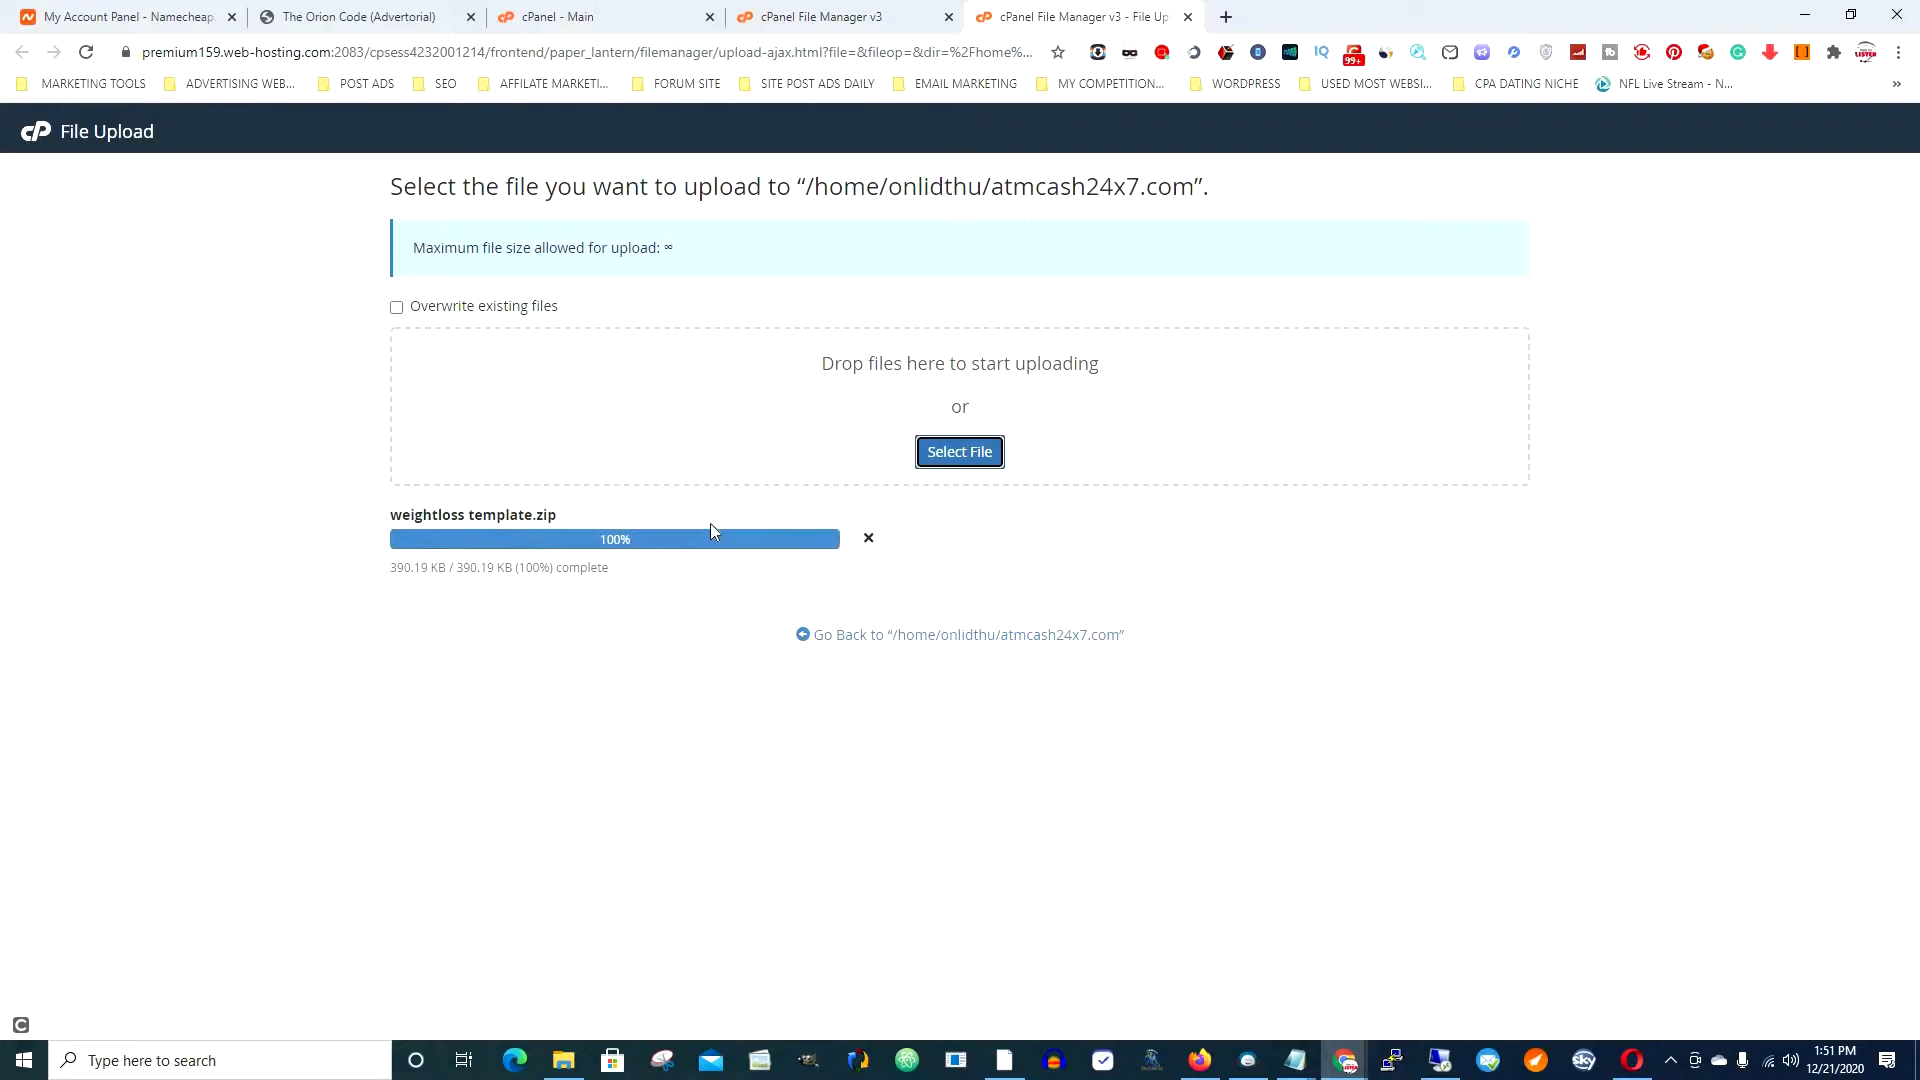 My Account Panel - Namecheap
The Orion Code (Advertorial)
cPanel - Main
cPanel File Manager v3
cPanel File Manager v3 - File Up
premium159.web-hosting.com:2083/cpsess4232001214/frontend/paper_lantern/filemanager/upload-ajax.html?file=&fileop=&dir=%2Fhome%...
IQ
99+
MARKETING TOOLS
ADVERTISING WEB...
POST ADS
SEO
AFFILATE MARKETI...
FORUM SITE
SITE POST ADS DAILY
EMAIL MARKETING
MY COMPETITION...
WORDPRESS
USED MOST WEBSI...
CPA DATING NICHE
NFL Live Stream - N...
cP File Upload
Select the file you want to upload to “/home/onlidthu/atmcash24x7.com”.
Maximum file size allowed for upload: ∞
Overwrite existing files
Drop files here to start uploading
or
Select File
weightloss template.zip
100%
390.19 KB / 390.19 KB (100%) complete
Go Back to “/home/onlidthu/atmcash24x7.com”
Type here to search
sky
1:51 PM
12/21/2020